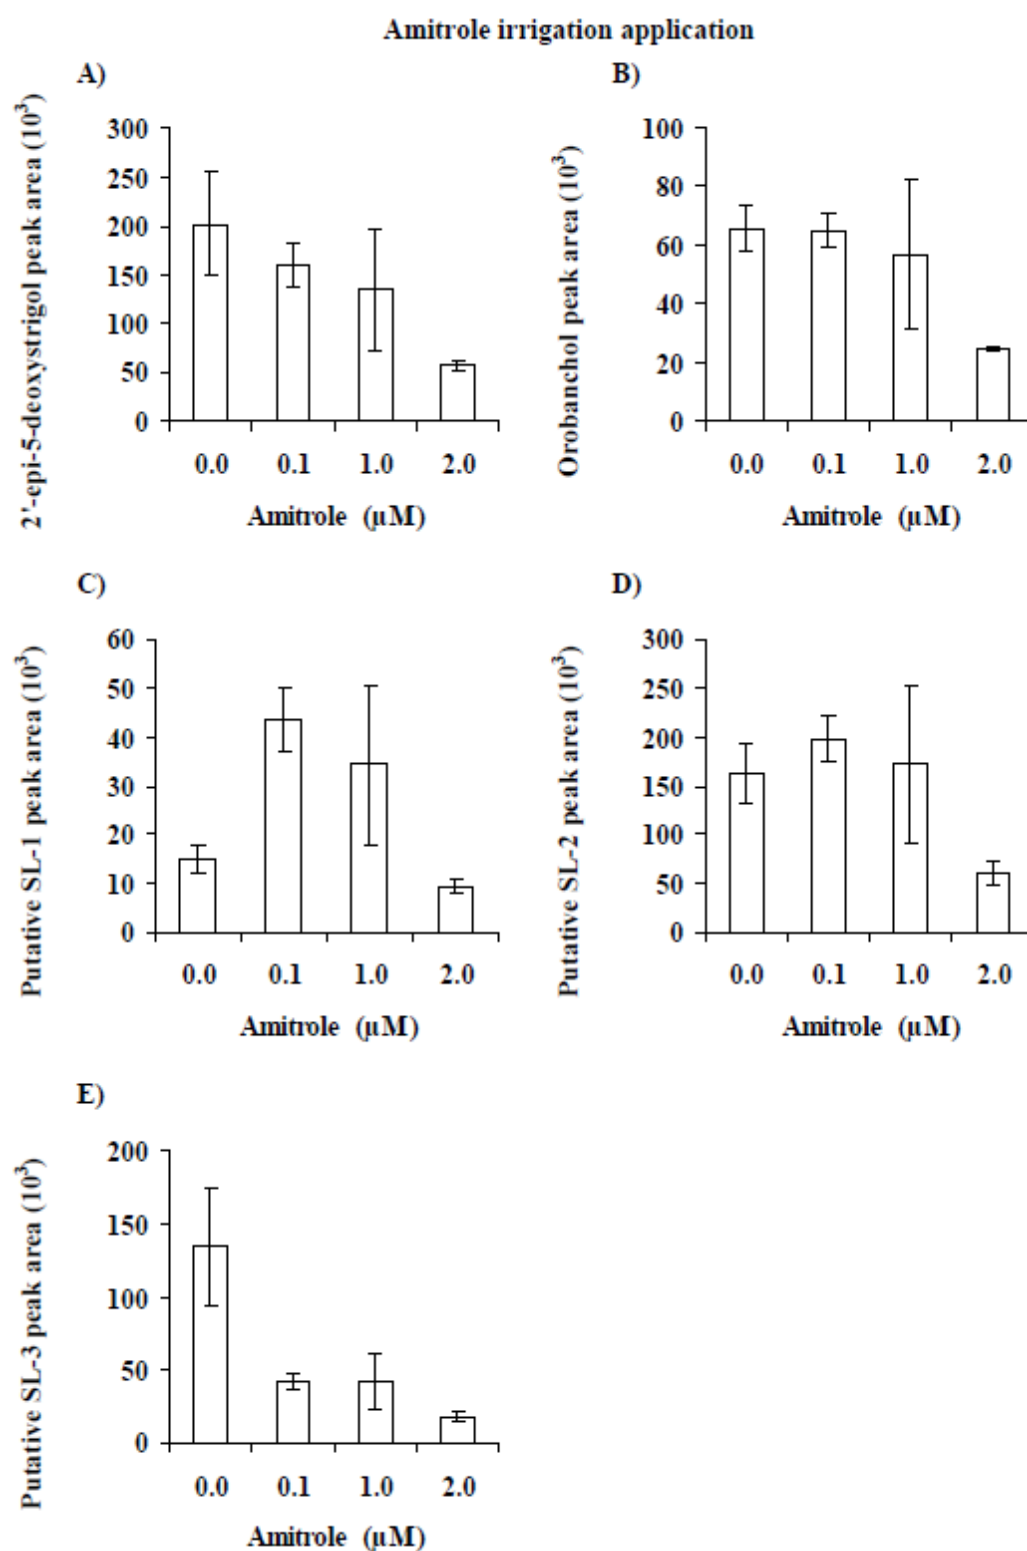 Amitrole irrigation application
A)
2'-epi-5-deoxystrigol peak area (10³)
300
250
200
150
100
50
0
0.0 0.1 1.0 2.0
Amitrole (µM)
B)
Orobanchol peak area (10³)
100
80
60
40
20
0
0.0 0.1 1.0 2.0
Amitrole (µM)
C)
Putative SL-1 peak area (10³)
60
50
40
30
20
10
0
0.0 0.1 1.0 2.0
Amitrole (µM)
D)
Putative SL-2 peak area (10³)
300
250
200
150
100
50
0
0.0 0.1 1.0 2.0
Amitrole (µM)
E)
Putative SL-3 peak area (10³)
200
150
100
50
0
0.0 0.1 1.0 2.0
Amitrole (µM)